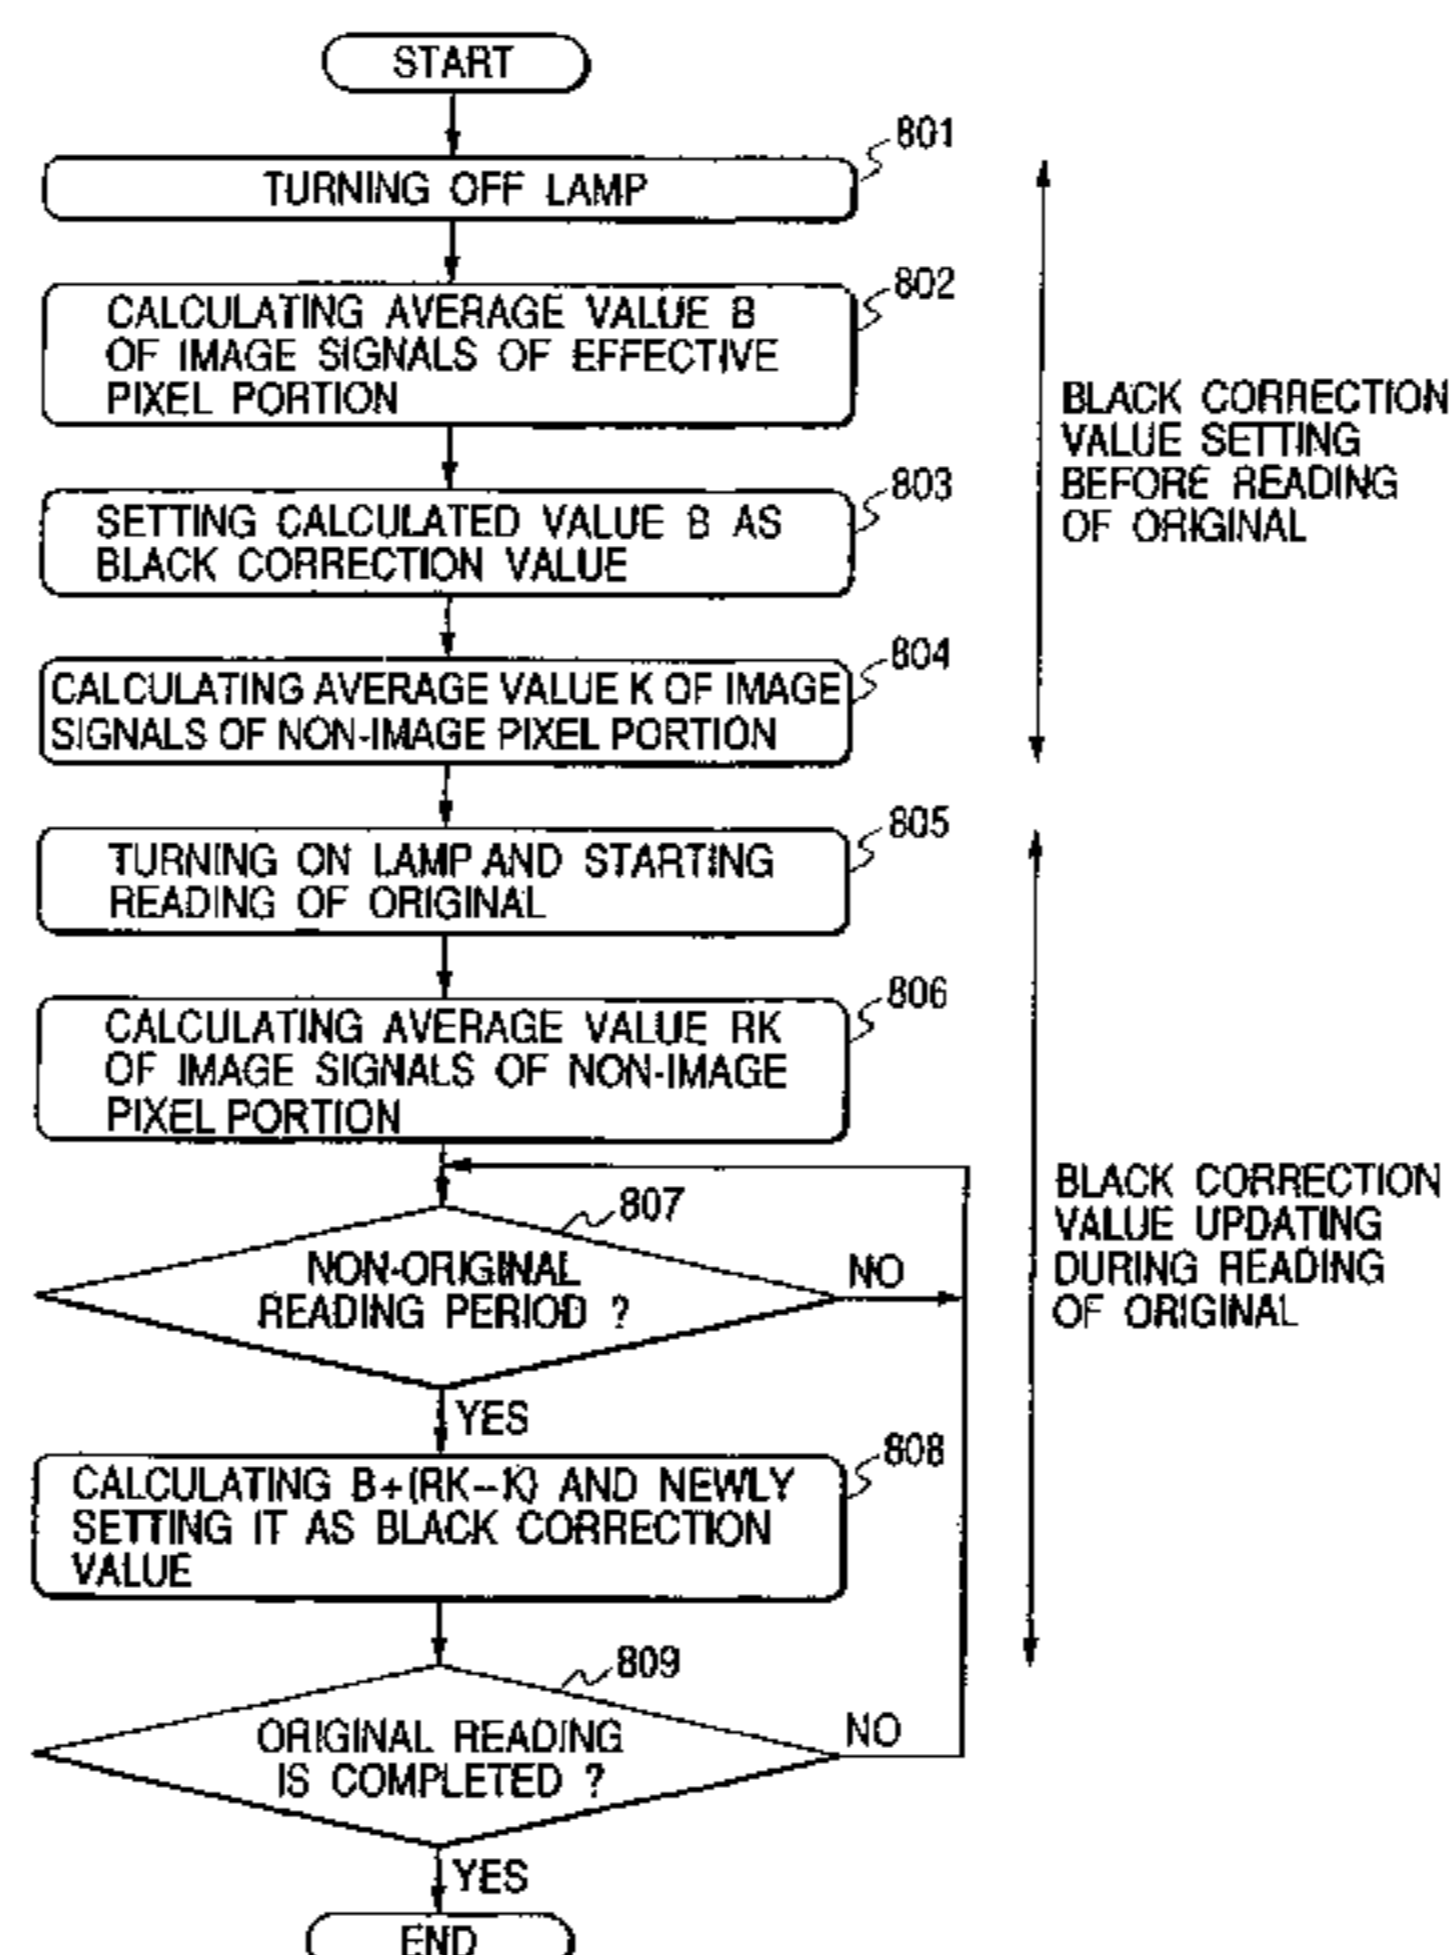 START
801
TURNING OFF LAMP
802
CALCULATING AVERAGE VALUE B
OF IMAGE SIGNALS OF EFFECTIVE
PIXEL PORTION
BLACK CORRECTION
VALUE SETTING
BEFORE READING
OF ORIGINAL
803
SETTING CALCULATED VALUE B AS
BLACK CORRECTION VALUE
804
CALCULATING AVERAGE VALUE K OF IMAGE
SIGNALS OF NON-IMAGE PIXEL PORTION
805
TURNING ON LAMP AND STARTING
READING OF ORIGINAL
806
CALCULATING AVERAGE VALUE RK
OF IMAGE SIGNALS OF NON-IMAGE
PIXEL PORTION
BLACK CORRECTION
VALUE UPDATING
DURING READING
OF ORIGINAL
807
NON-ORIGINAL
READING PERIOD ?
NO
YES
808
CALCULATING B+(RK-K) AND NEWLY
SETTING IT AS BLACK CORRECTION
VALUE
809
ORIGINAL READING
IS COMPLETED ?
NO
YES
END